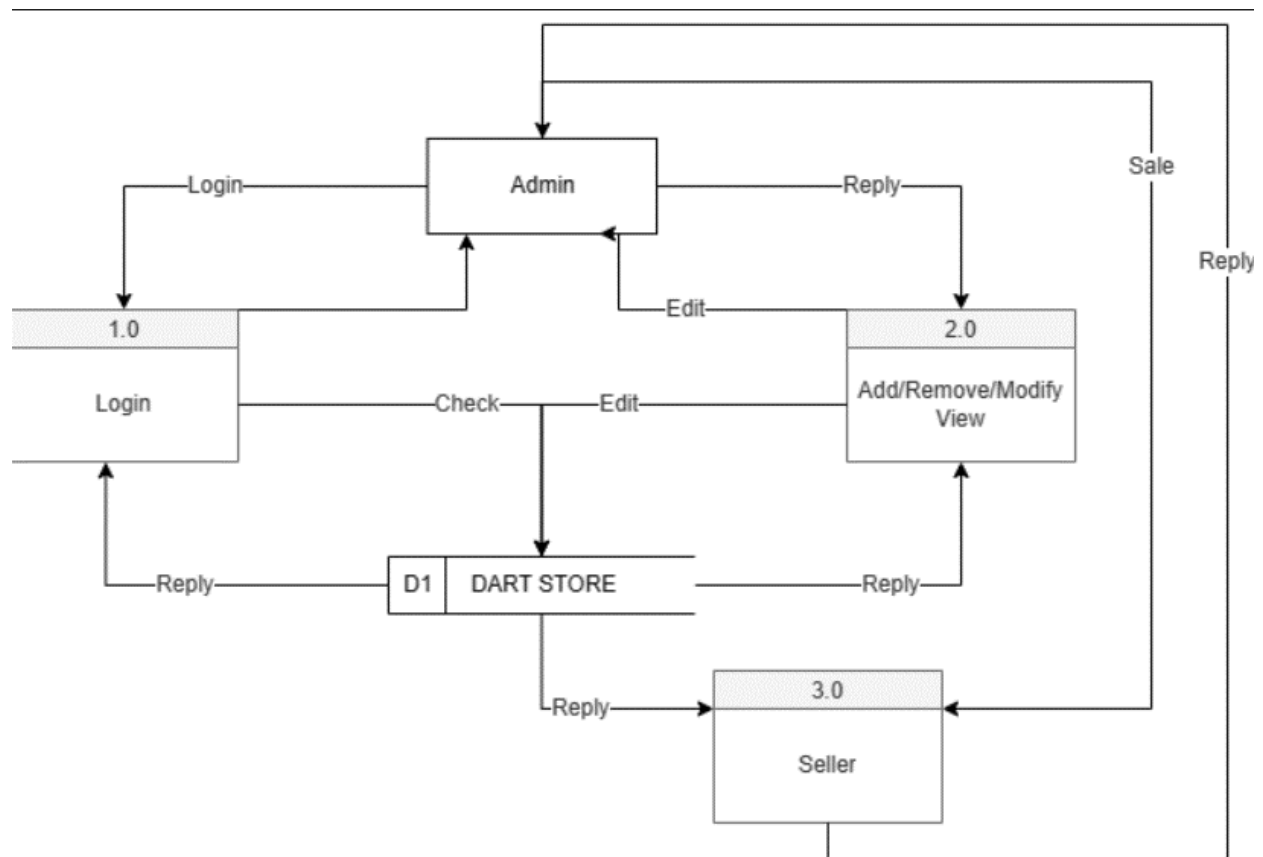 Admin
Login
Reply
Sale
Reply
Edit
1.0
Login
2.0
Add/Remove/Modify
View
Check
Edit
Reply
D1
DART STORE
Reply
Reply
3.0
Seller